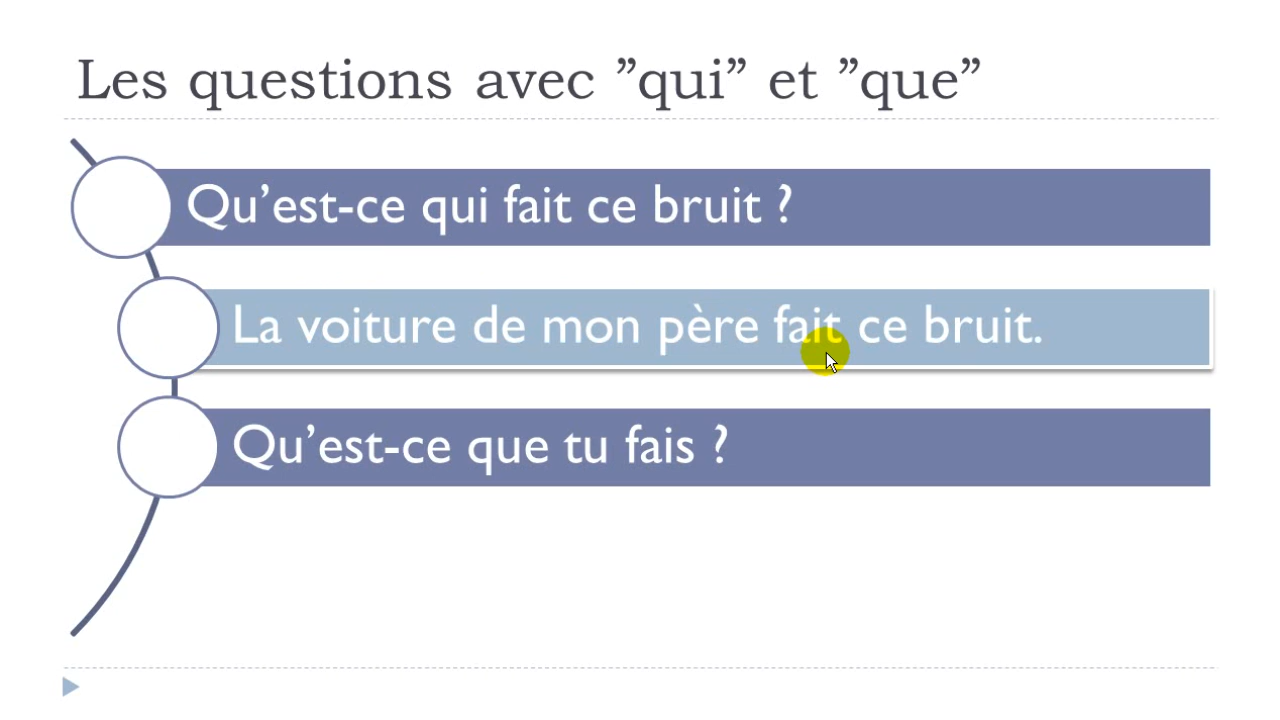 Les questions avec ”qui” et ”que”
Qu’est-ce qui fait ce bruit ?
La voiture de mon père fait ce bruit.
Qu’est-ce que tu fais ?